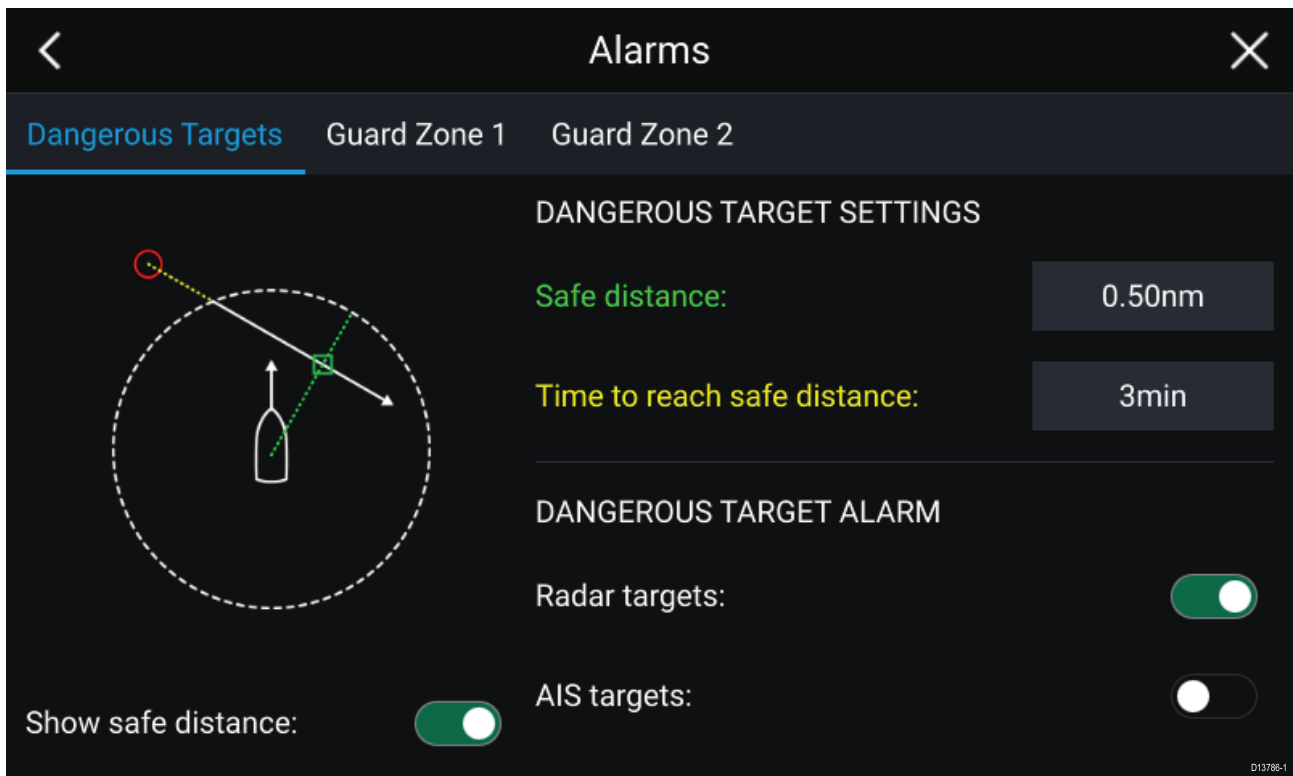 Alarms
Dangerous Targets Guard Zone 1 Guard Zone 2
DANGEROUS TARGET SETTINGS
Safe distance: 0.50nm
Time to reach safe distance: 3min
DANGEROUS TARGET ALARM
Radar targets:
AIS targets:
Show safe distance:
D13786-1